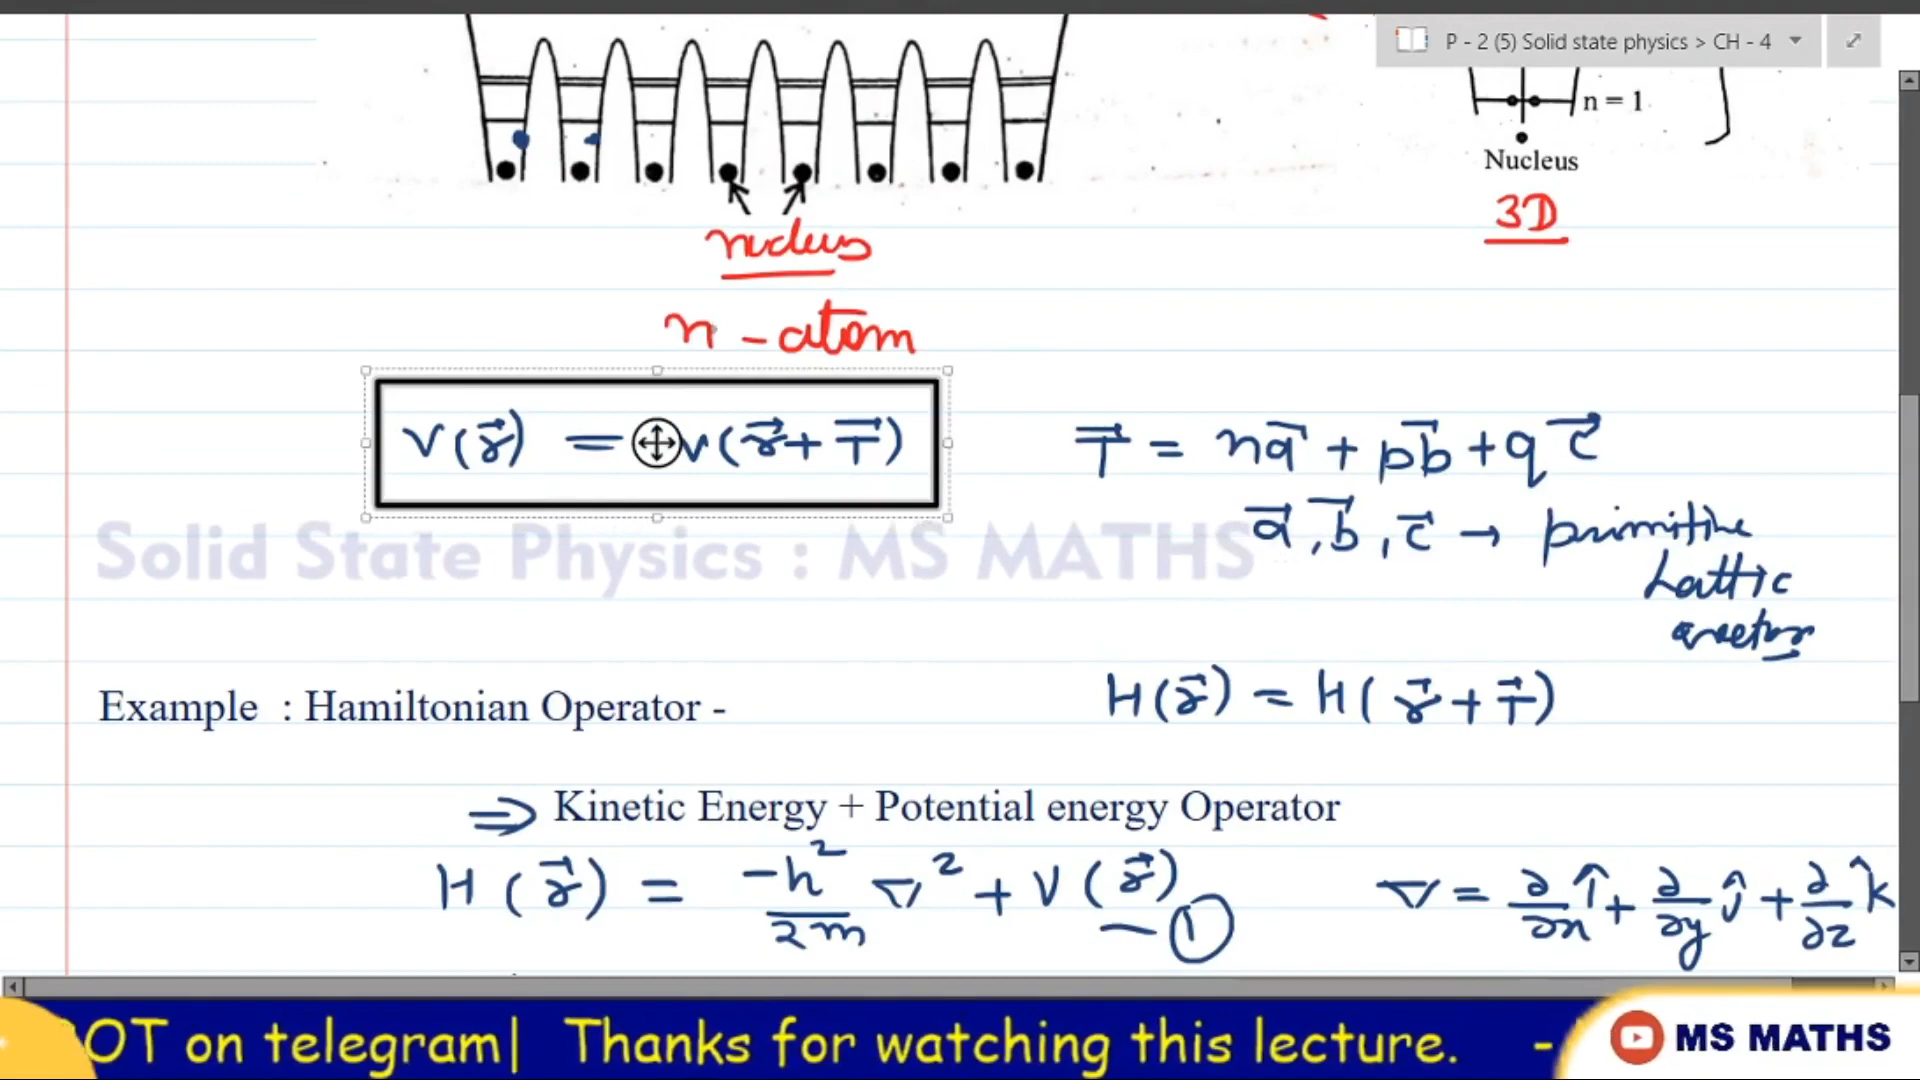 P - 2 (5) Solid state physics > CH - 4
n = 1
Nucleus
3D
nucleus
n - atom
V(r⃗) = V(r⃗ + T⃗)
T⃗ = na⃗ + pb⃗ + qc⃗
a⃗, b⃗, c⃗ → primitive
Lattic
vector
Solid State Physics : MS MATHS
Example : Hamiltonian Operator -
H(r⃗) = H(r⃗ + T⃗)
⇒ Kinetic Energy + Potential energy Operator
H(r⃗) = -ħ²/2m ∇² + V(r⃗) — ①
∇ = ∂/∂x î + ∂/∂y ĵ + ∂/∂z k̂
OT on telegram| Thanks for watching this lecture. -
MS MATHS